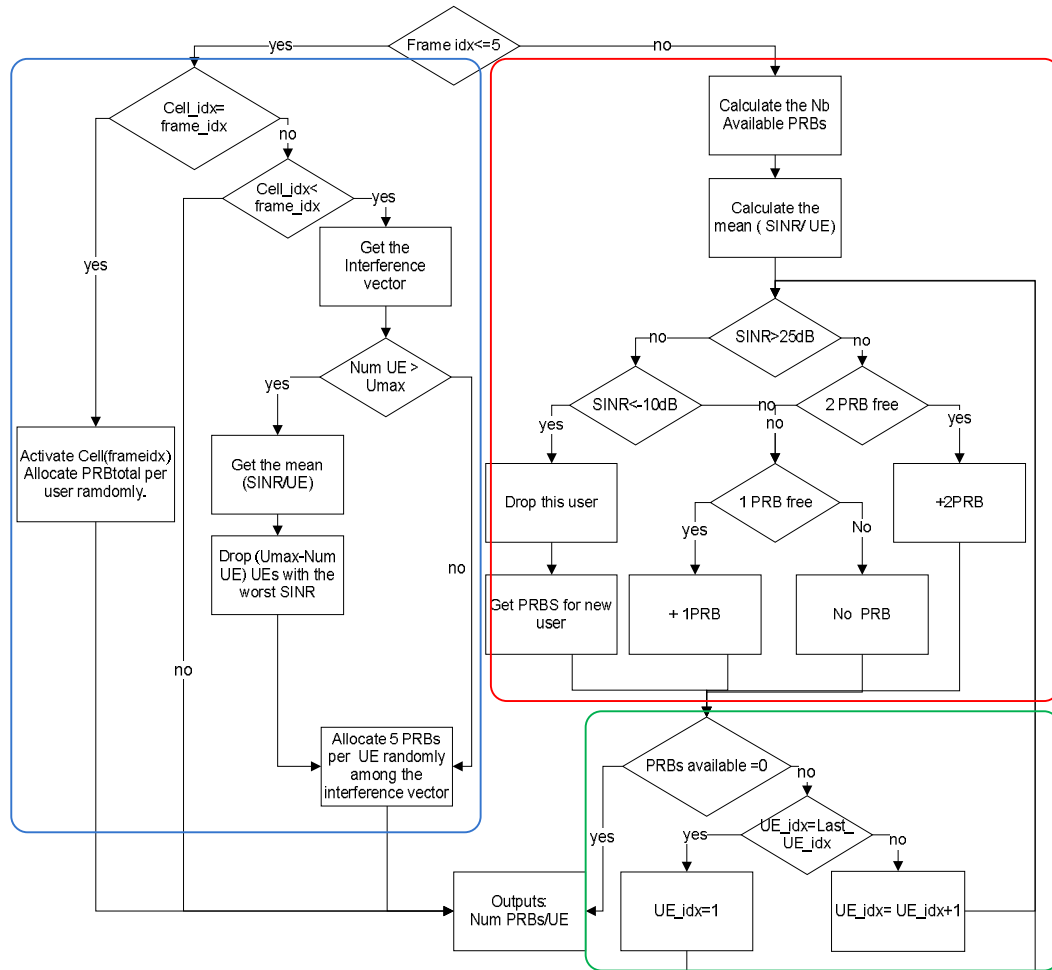 Frame idx<=5
yes
no
Cell_idx=
frame_idx
no
yes
Cell_idx<
frame_idx
yes
no
Get the
Interference
vector
Num UE >
Umax
yes
no
Activate Cell(frameidx)
Allocate PRBtotal per
user ramdomly.
Get the mean
(SINR/UE)
Drop (Umax-Num
UE) UEs with the
worst SINR
Allocate 5 PRBs
per UE randomly
among the
interference vector
Calculate the Nb
Available PRBs
Calculate the
mean ( SINR/ UE)
SINR>25dB
no
no
SINR<-10dB
no
no
2 PRB free
yes
yes
Drop this user
1 PRB free
+2PRB
yes
No
Get PRBS for new
user
+ 1PRB
No PRB
PRBs available =0
no
yes
UE_idx=Last_
UE_idx
yes
no
Outputs:
Num PRBs/UE
UE_idx=1
UE_idx= UE_idx+1